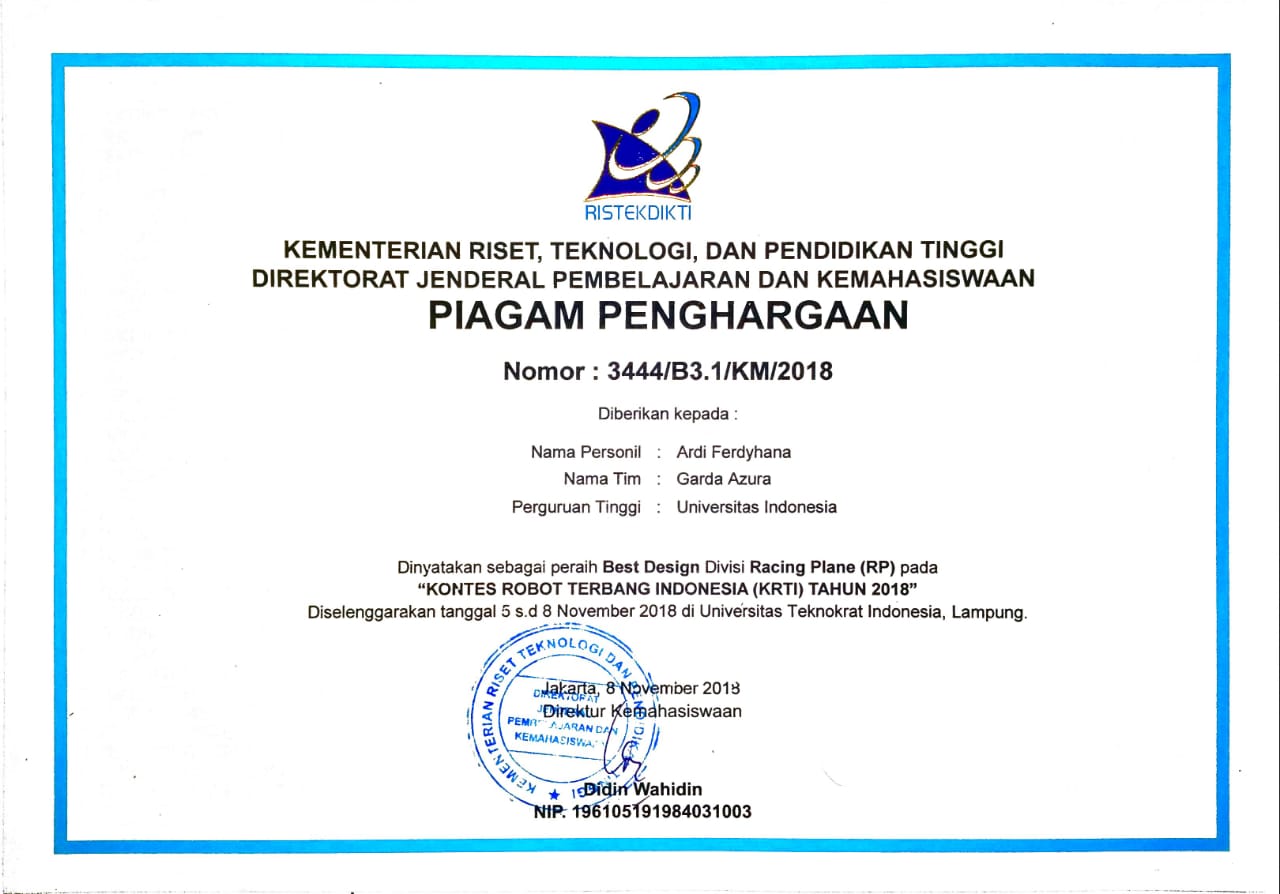 RISTEKDIKTI
KEMENTERIAN RISET, TEKNOLOGI, DAN PENDIDIKAN TINGGI
DIREKTORAT JENDERAL PEMBELAJARAN DAN KEMAHASISWAAN
PIAGAM PENGHARGAAN
Nomor : 3444/B3.1/KM/2018
Diberikan kepada :
Nama Personil : Ardi Ferdyhana
Nama Tim : Garda Azura
Perguruan Tinggi : Universitas Indonesia
Dinyatakan sebagai peraih Best Design Divisi Racing Plane (RP) pada
“KONTES ROBOT TERBANG INDONESIA (KRTI) TAHUN 2018”
Diselenggarakan tanggal 5 s.d 8 November 2018 di Universitas Teknokrat Indonesia, Lampung.
KEMENTERIAN RISET TEKNOLOGI DAN PENDIDIKAN TINGGI
DIREKTORAT
JENDERAL
PEMBELAJARAN DAN
KEMAHASISWAAN
Jakarta, 8 November 2018
Direktur Kemahasiswaan
Didin Wahidin
NIP. 196105191984031003